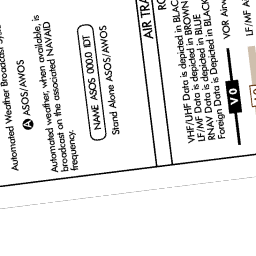 Automated Weather Broadcast
A ASOS/AWOS
Automated weather, when available, is
broadcast on the associated NAVAID
frequency.
NAME ASOS 000.0 IDT
Stand Alone ASOS/AWOS
AIR TRA
RO
VHF/UHF Data is depicted in BLAC
LF/MF Data is depicted in BROWN
RNAV Data is depicted in BLUE
Foreign Data is Depicted in BLACK
V 0
VOR Airw
LF/MF A